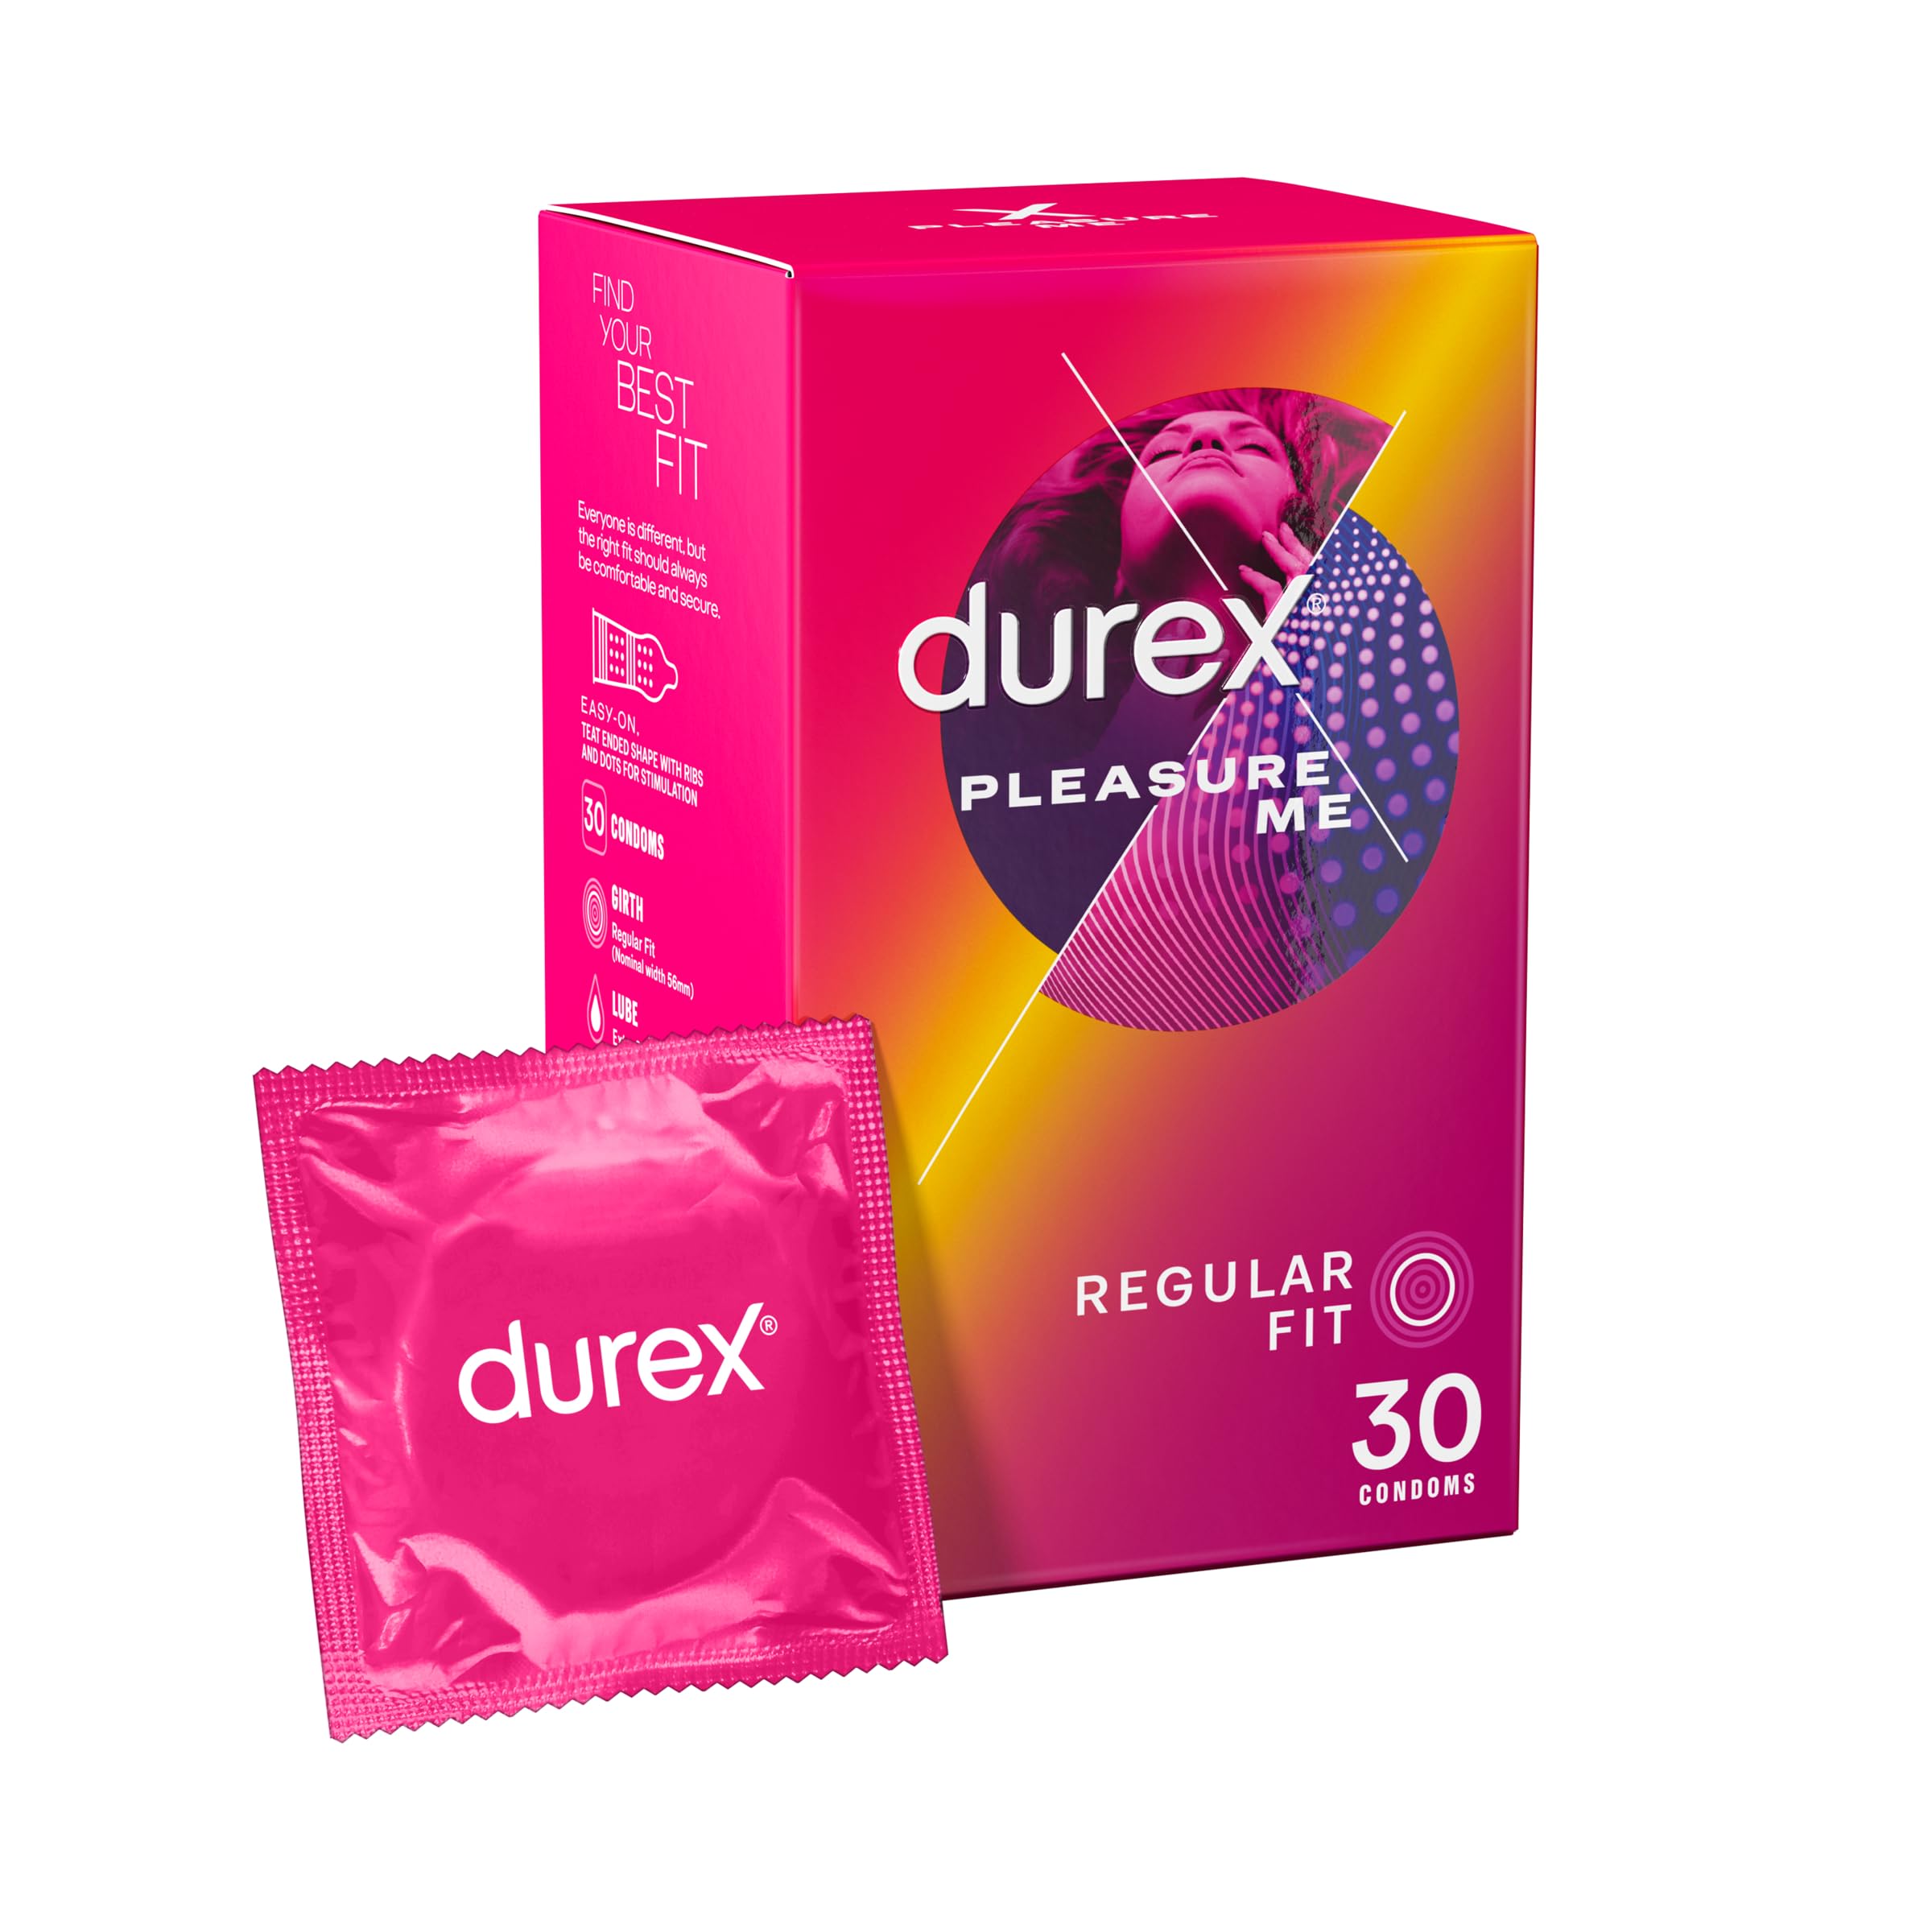 X
PLEASURE
ME
FIND
YOUR
BEST
FIT
Everyone is different, but
the right fit should always
be comfortable and secure.
EASY-ON,
TEAT ENDED SHAPE WITH RIBS
AND DOTS FOR STIMULATION
30 CONDOMS
GIRTH
Regular Fit
(Nominal width 56mm)
LUBE
durex®
PLEASURE
ME
REGULAR
FIT
30
CONDOMS
durex®